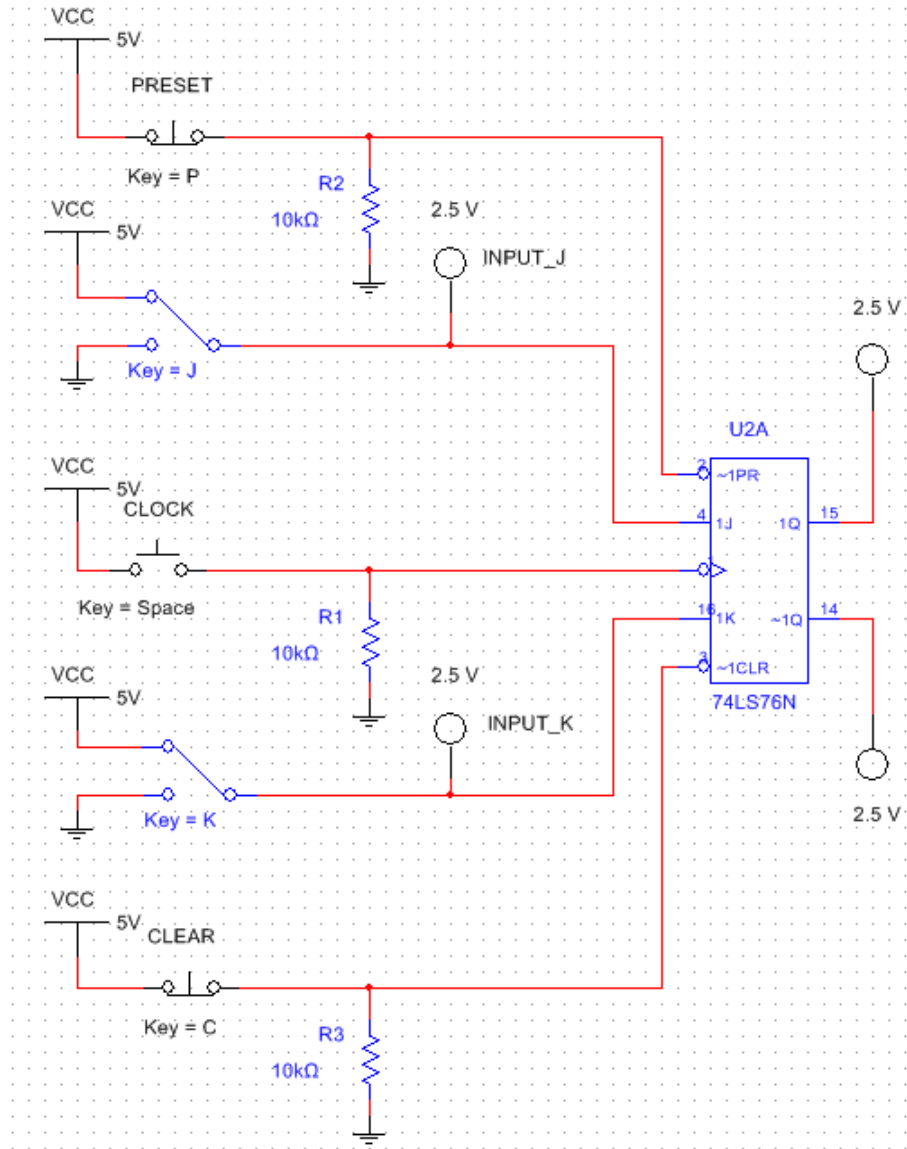 VCC
5V
PRESET
Key = P
R2
10kΩ
VCC
5V
2.5 V
INPUT_J
Key = J
2.5 V
U2A
VCC
5V
CLOCK
Key = Space
R1
10kΩ
2
~1PR
4
1J
1Q
15
1
16
1K
~1Q
14
3
~1CLR
74LS76N
VCC
5V
2.5 V
INPUT_K
Key = K
2.5 V
VCC
5V
CLEAR
Key = C
R3
10kΩ